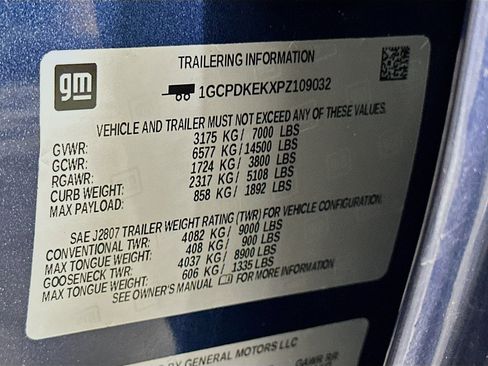 TRAILERING INFORMATION
gm
1GCPDKEKXPZ109032
VEHICLE AND TRAILER MUST NOT EXCEED ANY OF THESE VALUES.
GVWR: 3175 KG/ 7000 LBS
GCWR: 6577 KG/14500 LBS
RGAWR: 1724 KG/ 3800 LBS
CURB WEIGHT: 2317 KG/ 5108 LBS
MAX PAYLOAD: 858 KG/ 1892 LBS
SAE J2807 TRAILER WEIGHT RATING (TWR) FOR VEHICLE CONFIGURATION.
CONVENTIONAL TWR: 4082 KG/ 9000 LBS
MAX TONGUE WEIGHT: 408 KG/ 900 LBS
GOOSENECK TWR: 4037 KG/ 8900 LBS
MAX TONGUE WEIGHT: 606 KG/ 1335 LBS
SEE OWNER'S MANUAL FOR MORE INFORMATION
BY GENERAL MOTORS LLC
GAWR RR